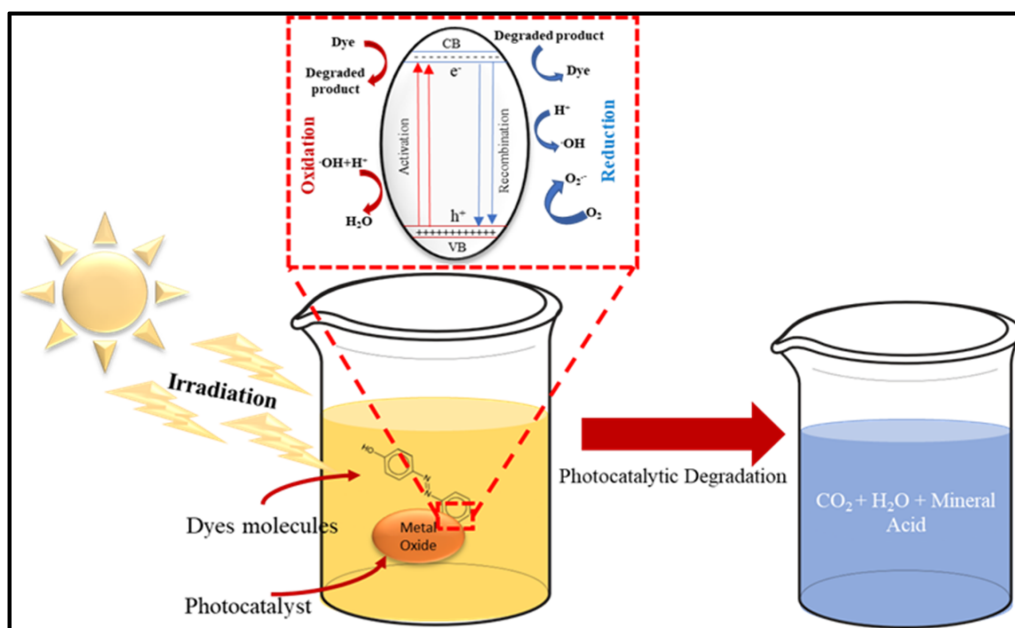 Dye
Degraded
product
Oxidation
·OH+H⁺
H₂O
CB
- - - - - - - - - -
e⁻
Activation
Recombination
h⁺
++++++++++++
VB
Degraded product
Dye
H⁺
·OH
O₂·⁻
O₂
Reduction
Irradiation
HO
N
N
Metal
Oxide
Dyes molecules
Photocatalyst
Photocatalytic Degradation
CO₂ + H₂O + Mineral
Acid